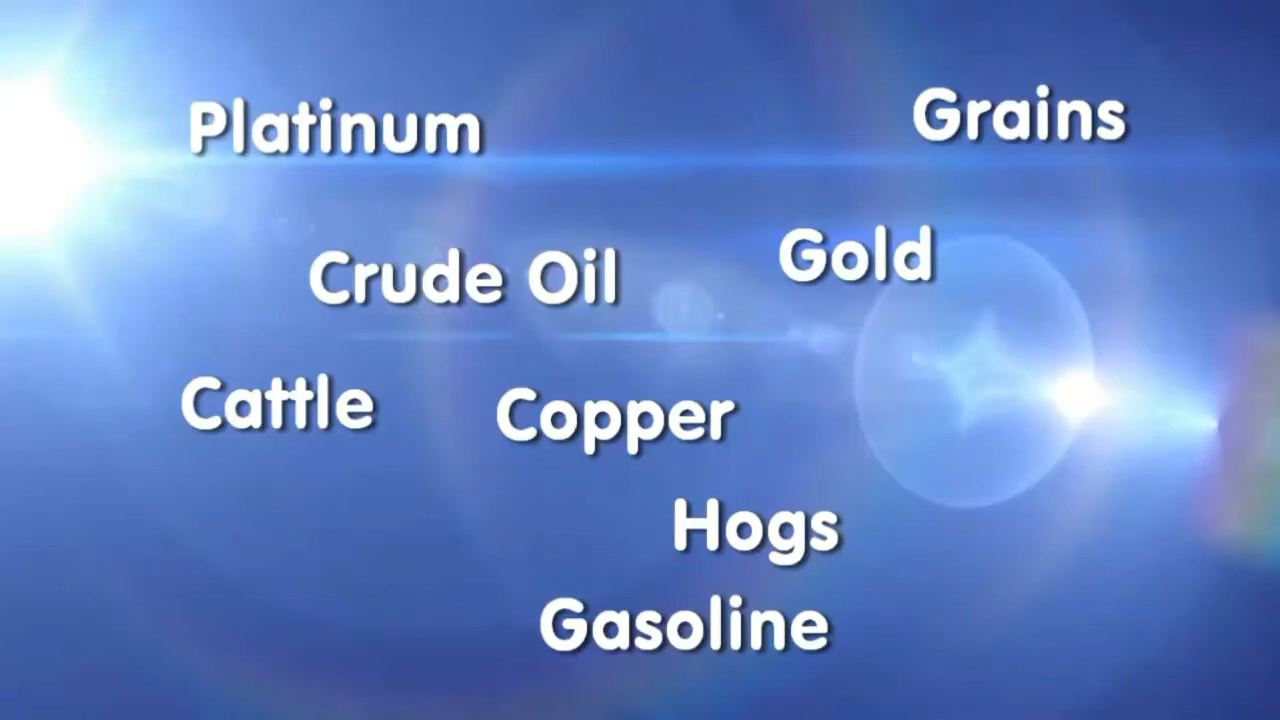 Platinum
Grains
Crude Oil
Gold
Cattle
Copper
Hogs
Gasoline